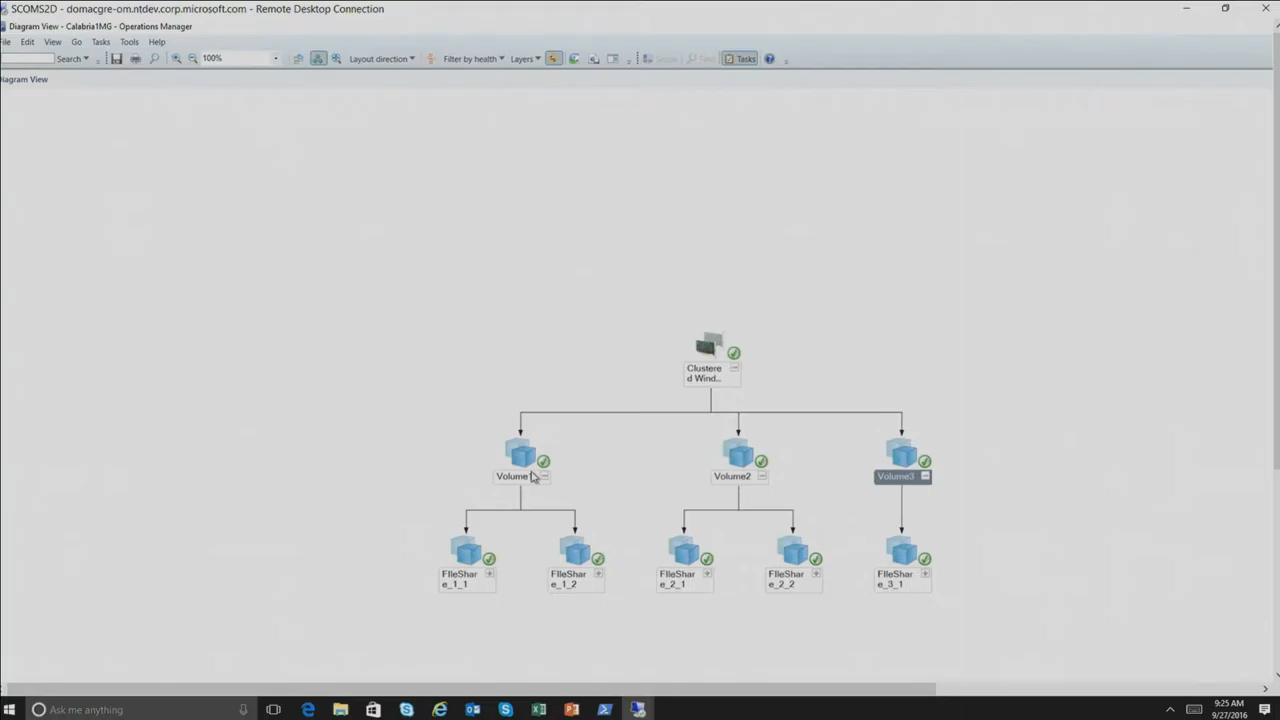 SCOMS2D - domacgre-om.ntdev.corp.microsoft.com - Remote Desktop Connection
Diagram View - Calabria1MG - Operations Manager
File Edit View Go Tasks Tools Help
Search 100% Layout direction Filter by health Layers Tasks
Diagram View
Clustere
d Wind...
Volume1 Volume2 Volume3
FIleShar FIleShar FIleShar FIleShar FIleShar
e_1_1 e_1_2 e_2_1 e_2_2 e_3_1
Ask me anything
9:25 AM
9/27/2016